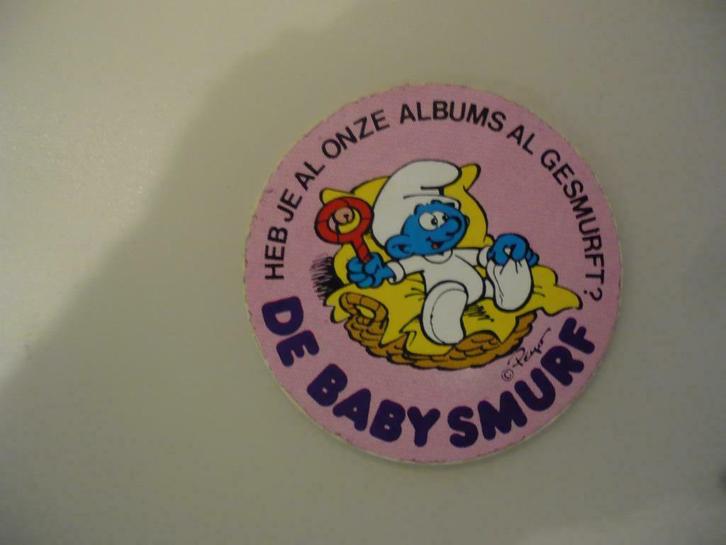 HEB JE AL ONZE ALBUMS AL GESMURFT?
© Peyo
DE BABYSMURF